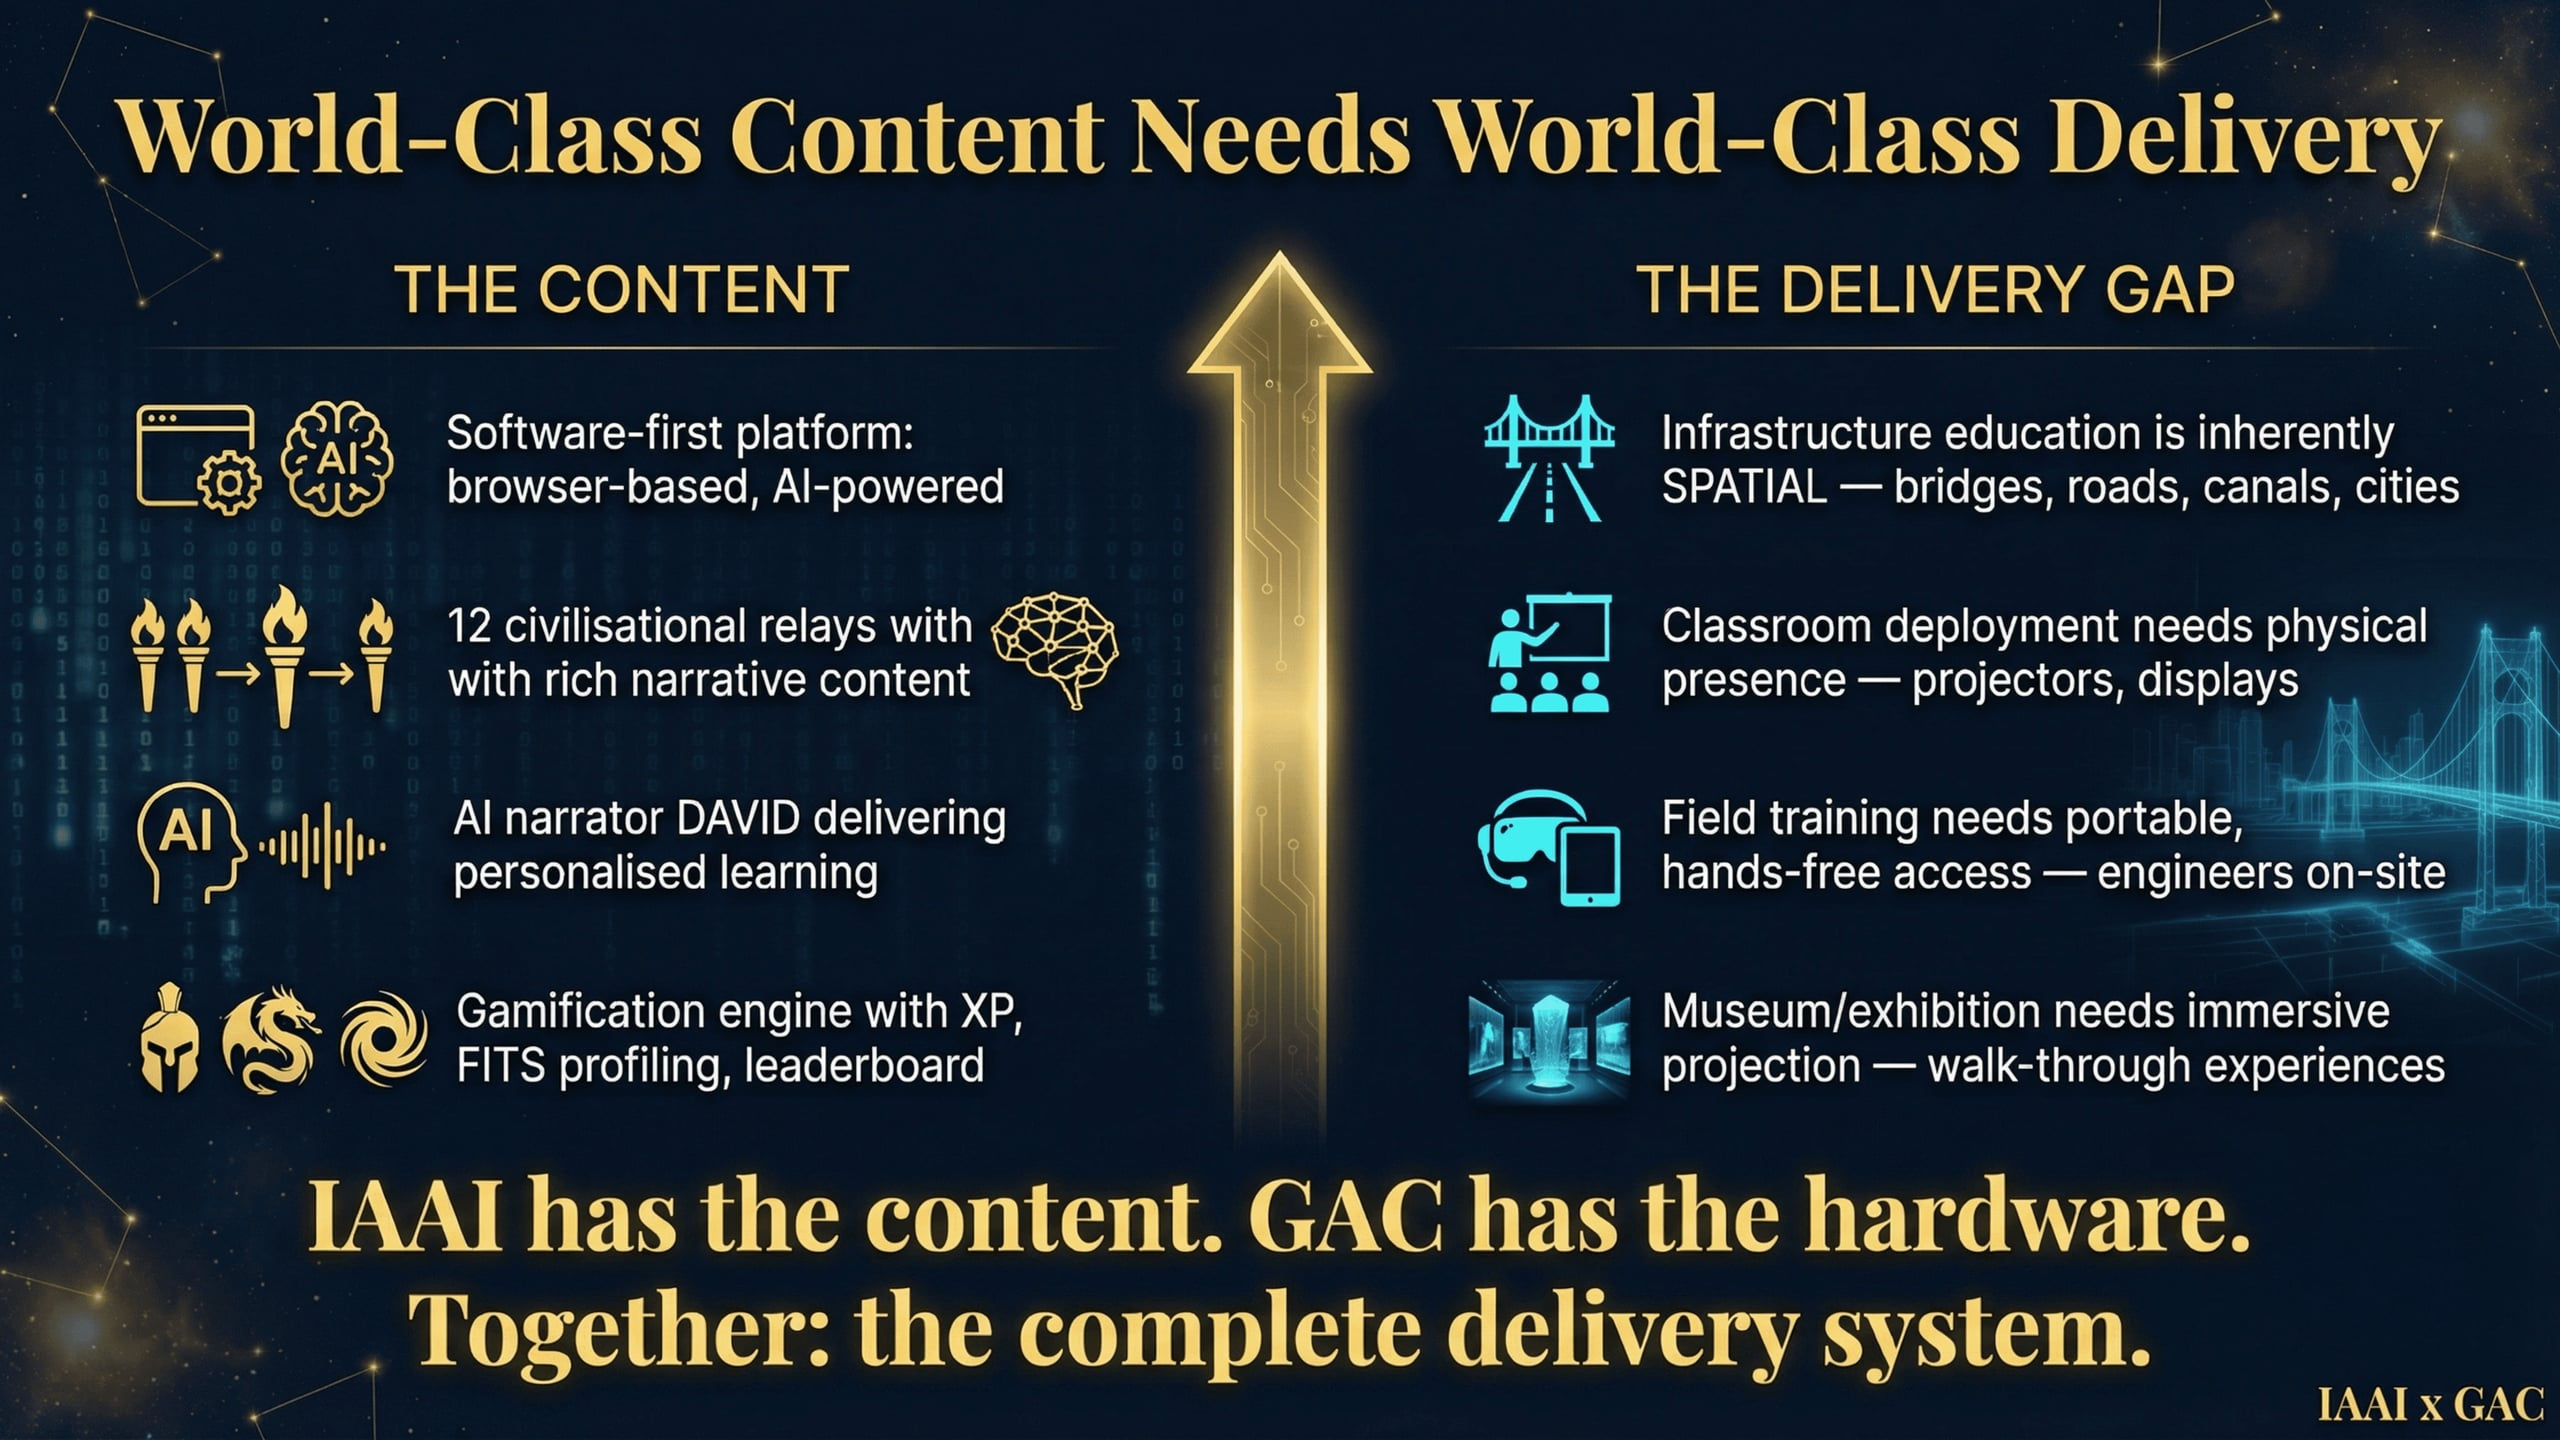 World-Class Content Needs World-Class Delivery
THE CONTENT
AI
Software-first platform:
browser-based, AI-powered
12 civilisational relays with
with rich narrative content
AI
AI narrator DAVID delivering
personalised learning
Gamification engine with XP,
FITS profiling, leaderboard
THE DELIVERY GAP
Infrastructure education is inherently
SPATIAL — bridges, roads, canals, cities
Classroom deployment needs physical
presence — projectors, displays
Field training needs portable,
hands-free access — engineers on-site
Museum/exhibition needs immersive
projection — walk-through experiences
IAAI has the content. GAC has the hardware.
Together: the complete delivery system.
IAAI x GAC